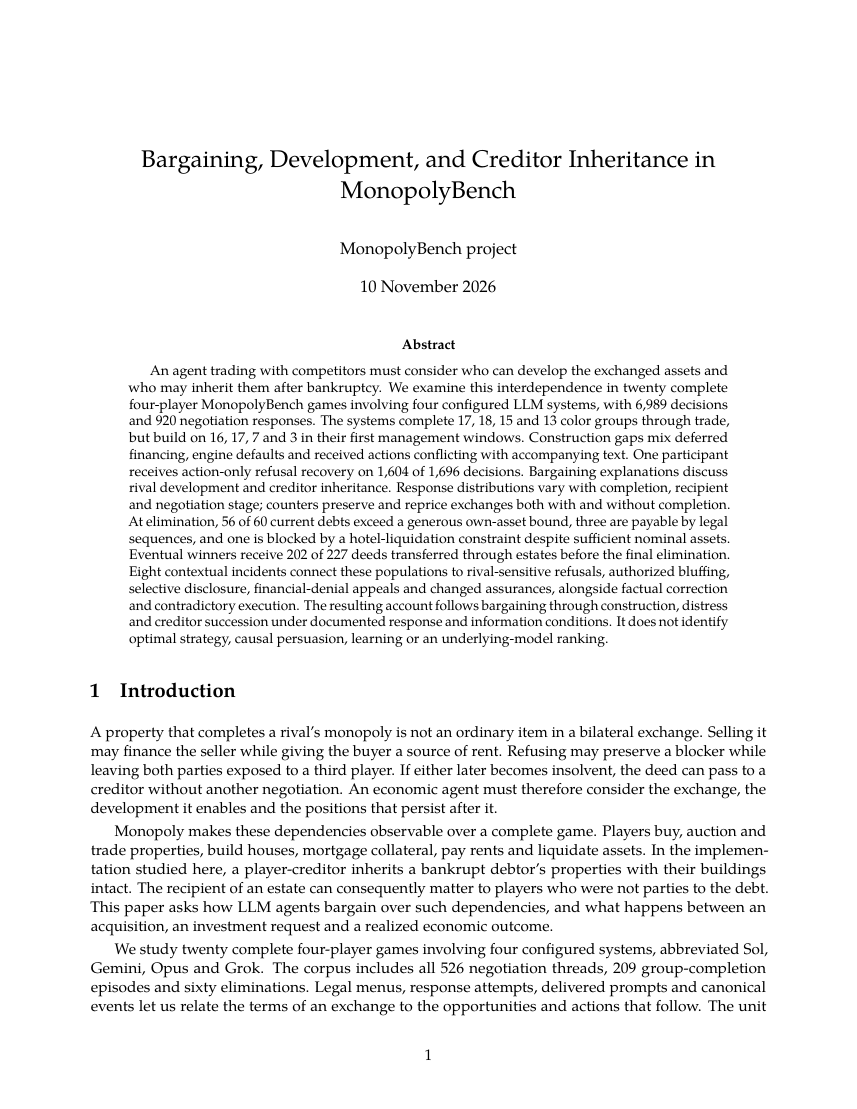 Bargaining, Development, and Creditor Inheritance in
MonopolyBench
MonopolyBench project
10 November 2026
Abstract
An agent trading with competitors must consider who can develop the exchanged assets and
who may inherit them after bankruptcy. We examine this interdependence in twenty complete
four-player MonopolyBench games involving four configured LLM systems, with 6,989 decisions
and 920 negotiation responses. The systems complete 17, 18, 15 and 13 color groups through trade,
but build on 16, 17, 7 and 3 in their first management windows. Construction gaps mix deferred
financing, engine defaults and received actions conflicting with accompanying text. One participant
receives action-only refusal recovery on 1,604 of 1,696 decisions. Bargaining explanations discuss
rival development and creditor inheritance. Response distributions vary with completion, recipient
and negotiation stage; counters preserve and reprice exchanges both with and without completion.
At elimination, 56 of 60 current debts exceed a generous own-asset bound, three are payable by legal
sequences, and one is blocked by a hotel-liquidation constraint despite sufficient nominal assets.
Eventual winners receive 202 of 227 deeds transferred through estates before the final elimination.
Eight contextual incidents connect these populations to rival-sensitive refusals, authorized bluffing,
selective disclosure, financial-denial appeals and changed assurances, alongside factual correction
and contradictory execution. The resulting account follows bargaining through construction, distress
and creditor succession under documented response and information conditions. It does not identify
optimal strategy, causal persuasion, learning or an underlying-model ranking.
1 Introduction
A property that completes a rival's monopoly is not an ordinary item in a bilateral exchange. Selling it
may finance the seller while giving the buyer a source of rent. Refusing may preserve a blocker while
leaving both parties exposed to a third player. If either later becomes insolvent, the deed can pass to a
creditor without another negotiation. An economic agent must therefore consider the exchange, the
development it enables and the positions that persist after it.
Monopoly makes these dependencies observable over a complete game. Players buy, auction and
trade properties, build houses, mortgage collateral, pay rents and liquidate assets. In the implemen-
tation studied here, a player-creditor inherits a bankrupt debtor's properties with their buildings
intact. The recipient of an estate can consequently matter to players who were not parties to the debt.
This paper asks how LLM agents bargain over such dependencies, and what happens between an
acquisition, an investment request and a realized economic outcome.
We study twenty complete four-player games involving four configured systems, abbreviated Sol,
Gemini, Opus and Grok. The corpus includes all 526 negotiation threads, 209 group-completion
episodes and sixty eliminations. Legal menus, response attempts, delivered prompts and canonical
events let us relate the terms of an exchange to the opportunities and actions that follow. The unit
1